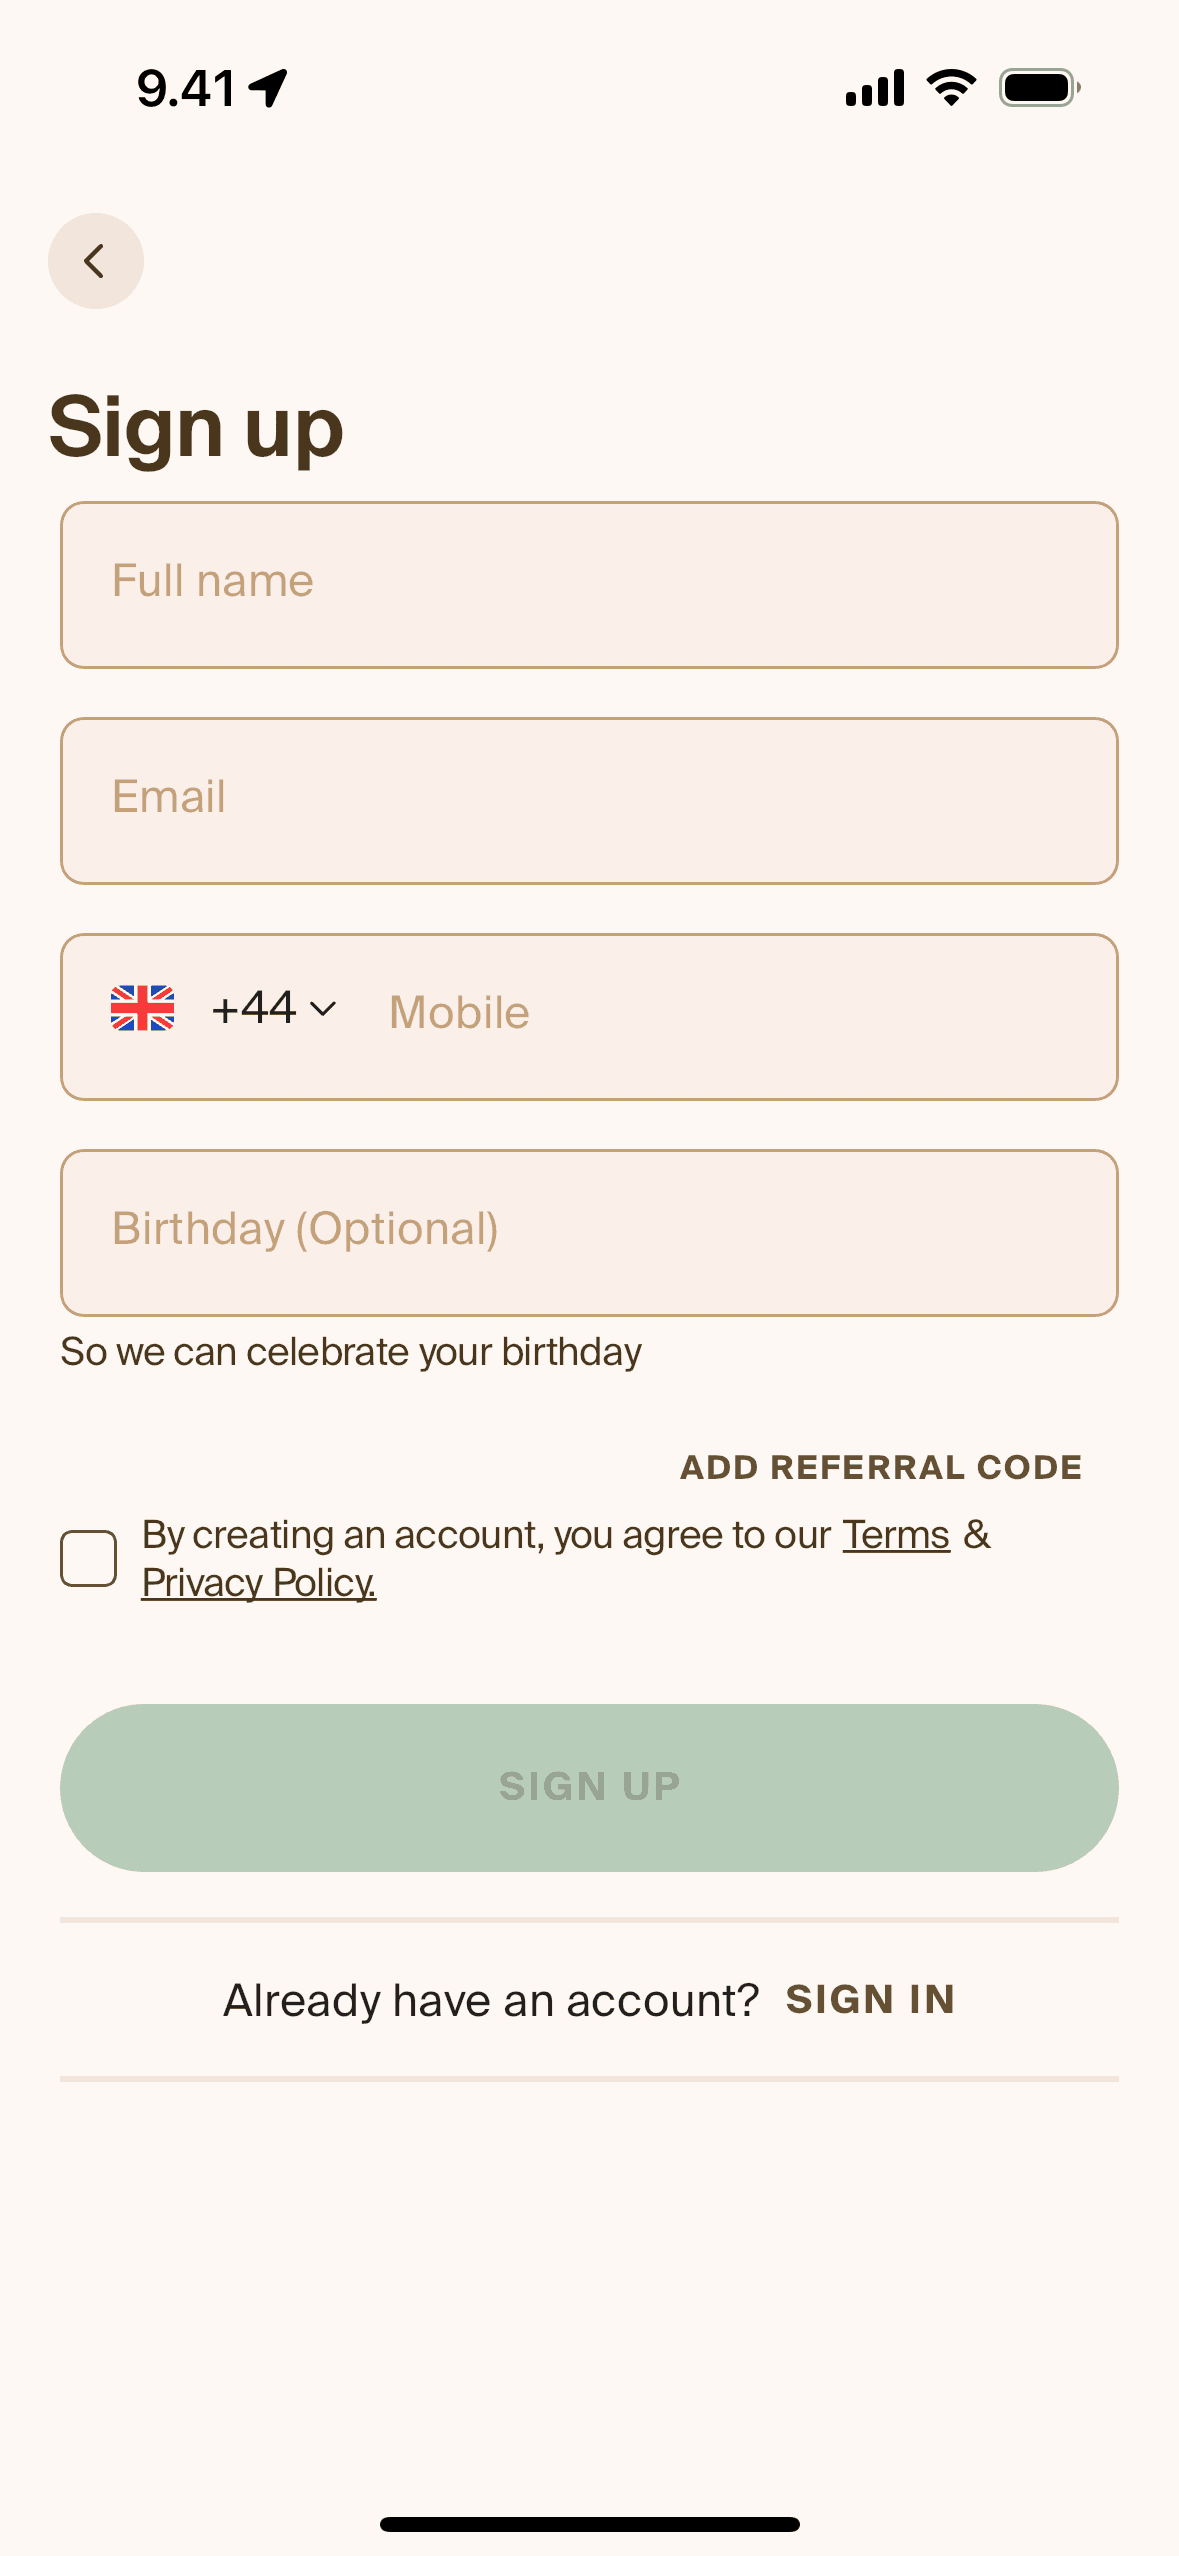 9.41
Sign up
Full name
Email
+44 Mobile
Birthday (Optional)
So we can celebrate your birthday
ADD REFERRAL CODE
By creating an account, you agree to our Terms &
Privacy Policy.
SIGN UP
Already have an account? SIGN IN